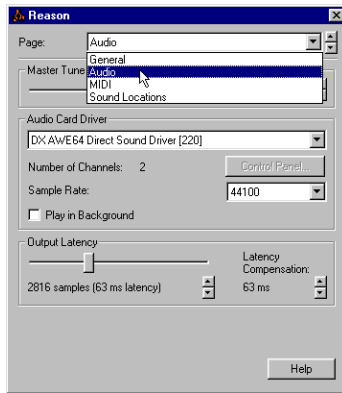 Reason
Page: Audio
General
Audio
MIDI
Sound Locations
Master Tune
Audio Card Driver
DX AWE64 Direct Sound Driver [220]
Number of Channels: 2 Control Panel...
Sample Rate: 44100
Play in Background
Output Latency
Latency
Compensation:
2816 samples (63 ms latency) 63 ms
Help